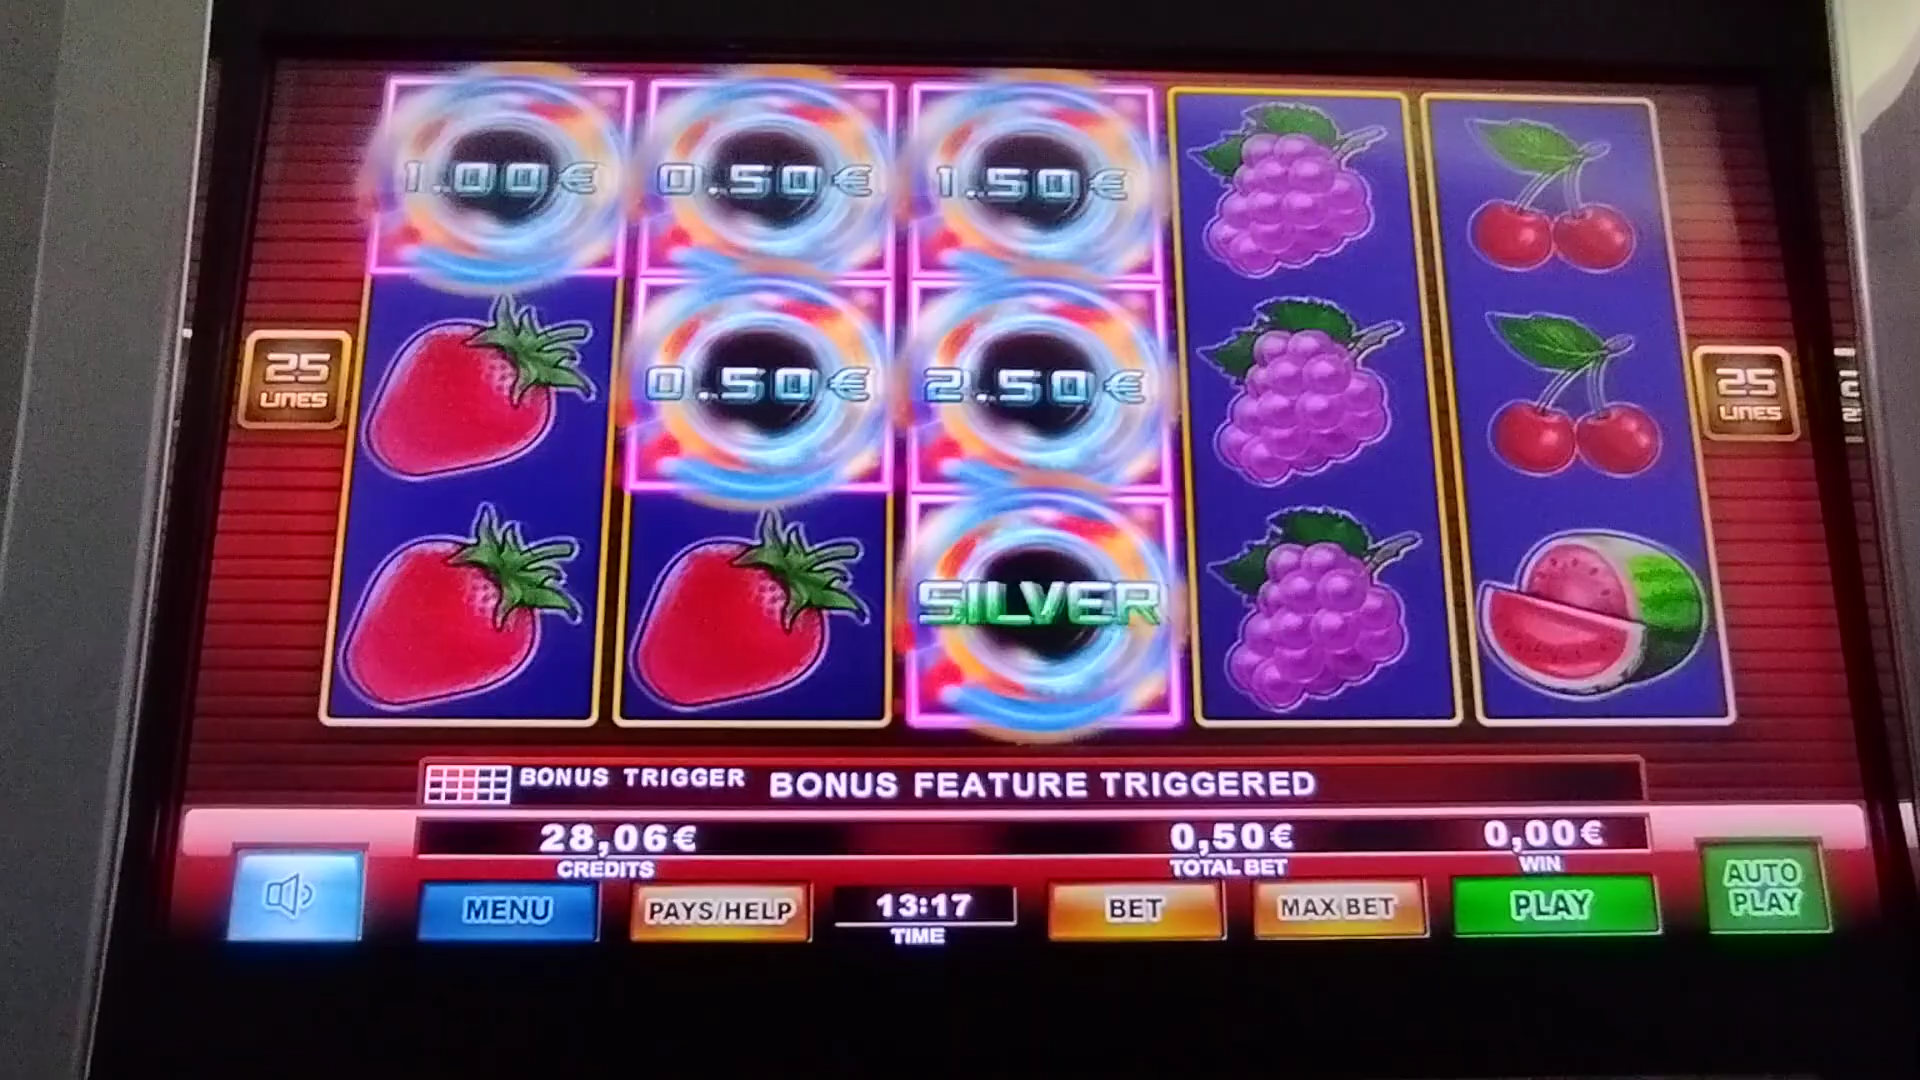 1.00€ 0.50€ 1.50€
25 LINES
0.50€ 2.50€
25 LINES
SILVER
BONUS TRIGGER BONUS FEATURE TRIGGERED
28,06€ 0,50€ 0,00€
CREDITS TOTAL BET WIN
MENU PAYS/HELP 13:17 BET MAX BET PLAY AUTO PLAY
TIME